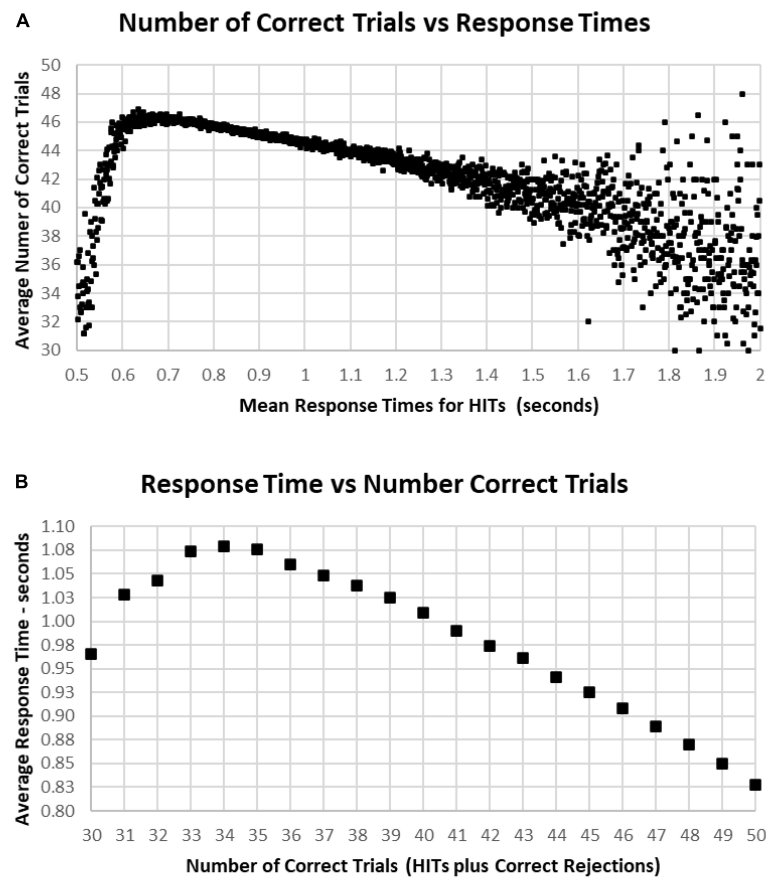 A
Number of Correct Trials vs Response Times
Average Numer of Correct Trials
50
48
46
44
42
40
38
36
34
32
30
0.5 0.6 0.7 0.8 0.9 1 1.1 1.2 1.3 1.4 1.5 1.6 1.7 1.8 1.9 2
Mean Response Times for HITs (seconds)
B
Response Time vs Number Correct Trials
Average Response Time - seconds
1.10
1.08
1.05
1.03
1.00
0.98
0.95
0.93
0.90
0.88
0.85
0.83
0.80
30 31 32 33 34 35 36 37 38 39 40 41 42 43 44 45 46 47 48 49 50
Number of Correct Trials (HITs plus Correct Rejections)